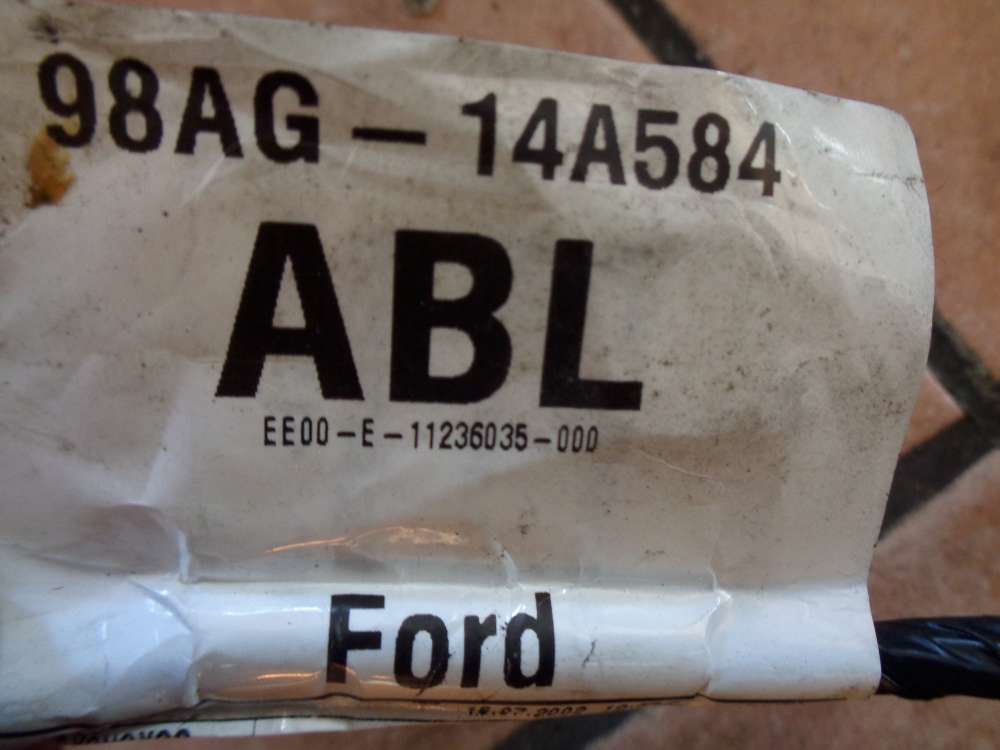 98AG - 14A584
ABL
EE00-E-11236035-000
Ford